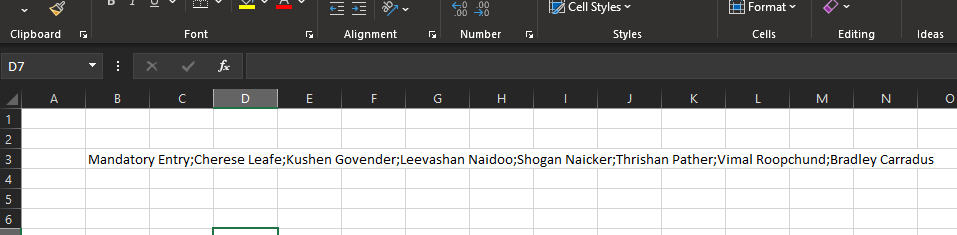 B I U A Cell Styles Format
Clipboard Font Alignment Number Styles Cells Editing Ideas
D7 fx
A B C D E F G H I J K L M N O
1
2
3 Mandatory Entry;Cherese Leafe;Kushen Govender;Leevashan Naidoo;Shogan Naicker;Thrishan Pather;Vimal Roopchund;Bradley Carradus
4
5
6